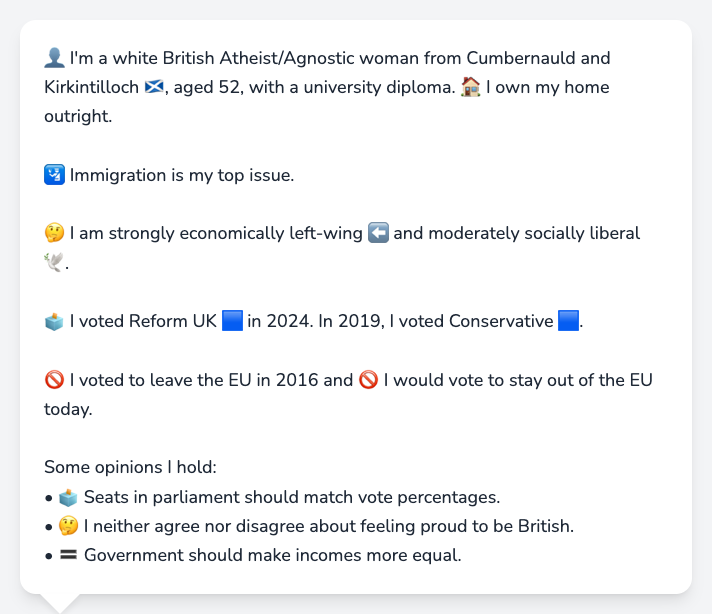 👤 I'm a white British Atheist/Agnostic woman from Cumbernauld and
Kirkintilloch 🏴󠁧󠁢󠁳󠁣󠁴󠁿, aged 52, with a university diploma. 🏠 I own my home
outright.
🛂 Immigration is my top issue.
🤔 I am strongly economically left-wing ⬅️ and moderately socially liberal
🕊️.
🗳️ I voted Reform UK 🟦 in 2024. In 2019, I voted Conservative 🟦.
🚫 I voted to leave the EU in 2016 and 🚫 I would vote to stay out of the EU
today.
Some opinions I hold:
• 🗳️ Seats in parliament should match vote percentages.
• 🤔 I neither agree nor disagree about feeling proud to be British.
• 🟰 Government should make incomes more equal.